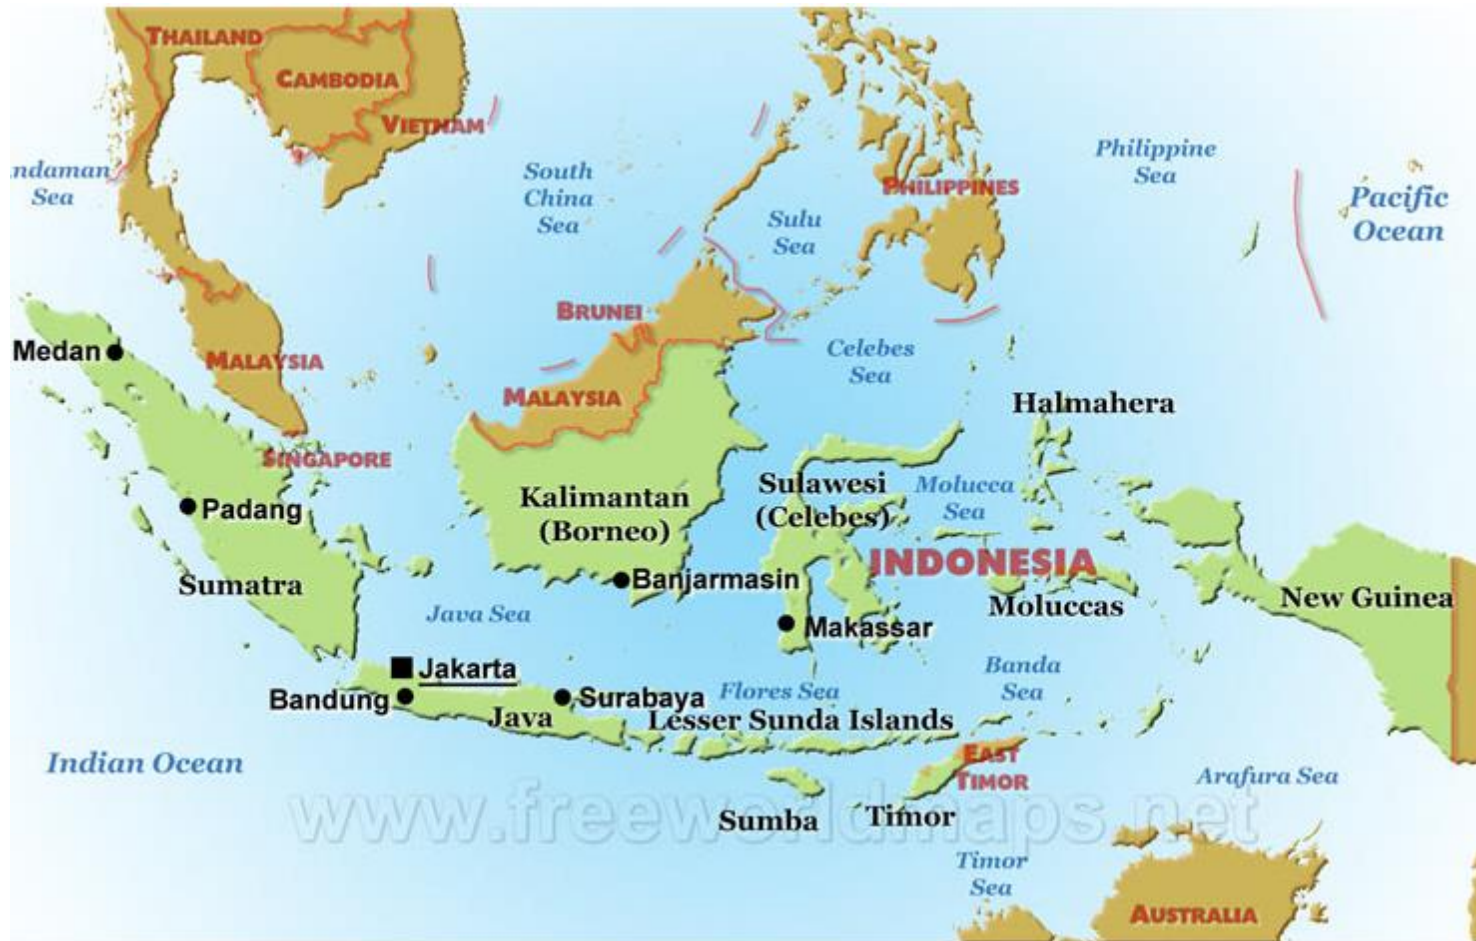 THAILAND
CAMBODIA
VIETNAM
ndaman
Sea
South
China
Sea
Philippine
Sea
PHILIPPINES
Pacific
Ocean
Sulu
Sea
BRUNEI
Medan
MALAYSIA
Celebes
Sea
MALAYSIA
Halmahera
SINGAPORE
Kalimantan
(Borneo)
Sulawesi
(Celebes)
Molucca
Sea
Padang
INDONESIA
Sumatra
Banjarmasin
New Guinea
Moluccas
Java Sea
Makassar
Jakarta
Banda
Sea
Bandung
Surabaya
Flores Sea
Java
Lesser Sunda Islands
Indian Ocean
EAST
TIMOR
Arafura Sea
www.freeworldmaps.net
Sumba
Timor
Timor
Sea
AUSTRALIA